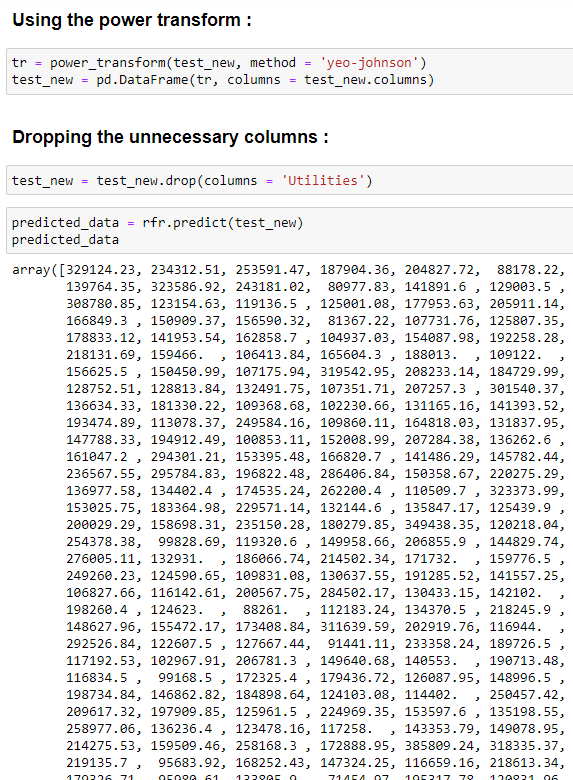 Using the power transform :
tr = power_transform(test_new, method = 'yeo-johnson')
test_new = pd.DataFrame(tr, columns = test_new.columns)
Dropping the unnecessary columns :
test_new = test_new.drop(columns = 'Utilities')
predicted_data = rfr.predict(test_new)
predicted_data
array([329124.23, 234312.51, 253591.47, 187904.36, 204827.72,  88178.22,
139764.35, 323586.92, 243181.02,  80977.83, 141891.6 , 129003.5 ,
308780.85, 123154.63, 119136.5 , 125001.08, 177953.63, 205911.14,
166849.3 , 150909.37, 156590.32,  81367.22, 107731.76, 125807.35,
178833.12, 141953.54, 162858.7 , 104937.03, 154087.98, 192258.28,
218131.69, 159466.  , 106413.84, 165604.3 , 188013.  , 109122.  ,
156625.5 , 150450.99, 107175.94, 319542.95, 208233.14, 184729.99,
128752.51, 128813.84, 132491.75, 107351.71, 207257.3 , 301540.37,
136634.33, 181330.22, 109368.68, 102230.66, 131165.16, 141393.52,
193474.89, 113078.37, 249584.16, 109860.11, 164818.03, 131837.95,
147788.33, 194912.49, 100853.11, 152008.99, 207284.38, 136262.6 ,
161047.2 , 294301.21, 153395.48, 166820.7 , 141486.29, 145782.44,
236567.55, 295784.83, 196822.48, 286406.84, 150358.67, 220275.29,
136977.58, 134402.4 , 174535.24, 262200.4 , 110509.7 , 323373.99,
153025.75, 183364.98, 229571.14, 132144.6 , 135847.17, 125439.9 ,
200029.29, 158698.31, 235150.28, 180279.85, 349438.35, 120218.04,
254378.38,  99828.69, 119320.6 , 149958.66, 206855.9 , 144829.74,
276005.11, 132931.  , 186066.74, 214502.34, 171732.  , 159776.5 ,
249260.23, 124590.65, 109831.08, 130637.55, 191285.52, 141557.25,
106827.66, 116142.61, 200567.75, 284502.17, 130433.15, 142102.  ,
198260.4 , 124623.  ,  88261.  , 112183.24, 134370.5 , 218245.9 ,
148627.96, 155472.17, 173408.84, 311639.59, 202919.76, 116944.  ,
292526.84, 122607.5 , 127667.44,  91441.11, 233358.24, 189726.5 ,
117192.53, 102967.91, 206781.3 , 149640.68, 140553.  , 190713.48,
116834.5 ,  99168.5 , 172325.4 , 179436.72, 126087.95, 148996.5 ,
198734.84, 146862.82, 184898.64, 124103.08, 114402.  , 250457.42,
209617.32, 197909.85, 125961.5 , 224969.35, 153597.6 , 135198.55,
258977.06, 136236.4 , 123478.16, 117258.  , 143353.79, 149078.95,
214275.53, 159509.46, 258168.3 , 172888.95, 385809.24, 318335.37,
219135.7 ,  95683.92, 168252.43, 147324.25, 116659.16, 218613.34,